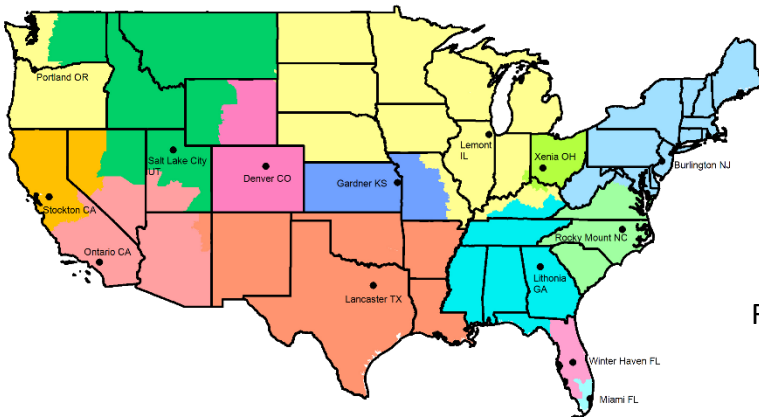 Portland OR
Salt Lake City
UT
Denver CO
Stockton CA
Ontario CA
Gardner KS
Lemont
IL
Xenia OH
Burlington NJ
Rocky Mount NC
Lithonia
GA
Lancaster TX
F
Winter Haven FL
Miami FL